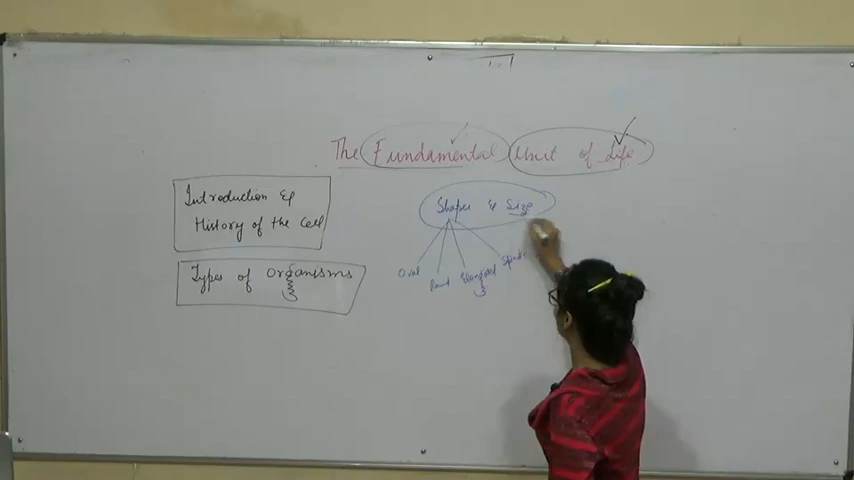 The Fundamental Unit of Life
Introduction &
History of the Cell
Types of Organisms
Shapes & Size
Oval
Round
Elongated